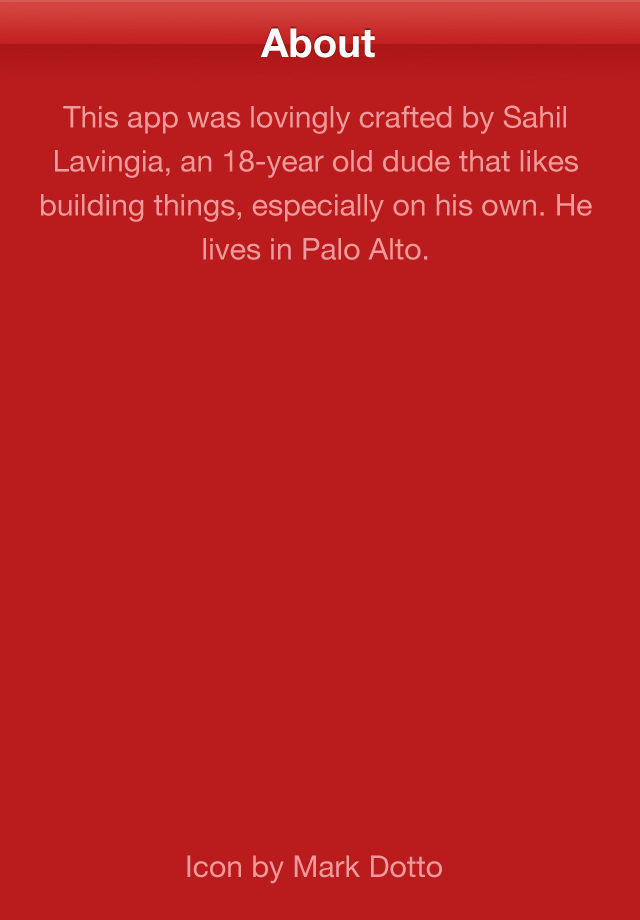 About
This app was lovingly crafted by Sahil
Lavingia, an 18-year old dude that likes
building things, especially on his own. He
lives in Palo Alto.
Icon by Mark Dotto